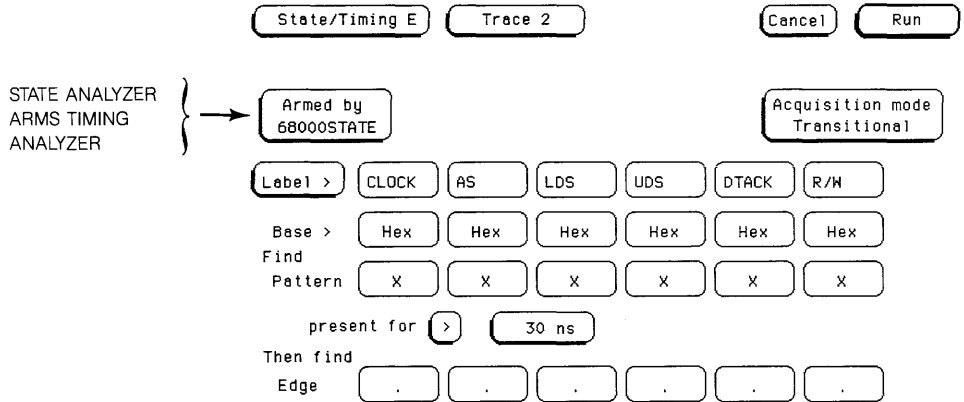 State/Timing E Trace 2 Cancel Run
STATE ANALYZER
ARMS TIMING
ANALYZER
Armed by
68000STATE
Acquisition mode
Transitional
Label > CLOCK AS LDS UDS DTACK R/W
Base > Hex Hex Hex Hex Hex Hex
Find
Pattern X X X X X X
present for > 30 ns
Then find
Edge . . . . . .